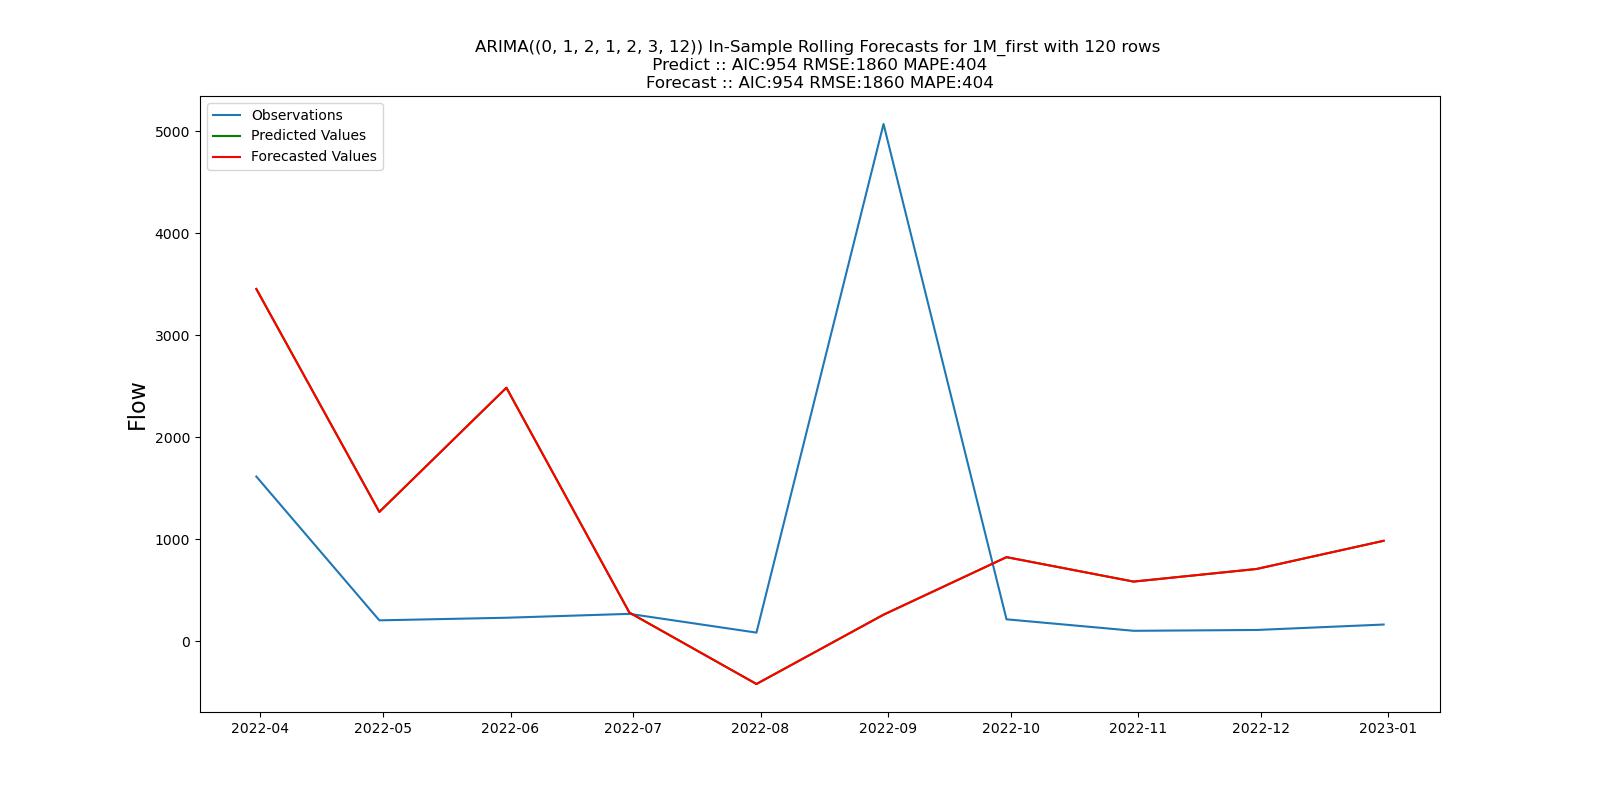 ARIMA((0, 1, 2, 1, 2, 3, 12)) In-Sample Rolling Forecasts for 1M_first with 120 rows
Predict :: AIC:954 RMSE:1860 MAPE:404
Forecast :: AIC:954 RMSE:1860 MAPE:404
Observations
Predicted Values
Forecasted Values
Flow
5000
4000
3000
2000
1000
0
2022-04 2022-05 2022-06 2022-07 2022-08 2022-09 2022-10 2022-11 2022-12 2023-01